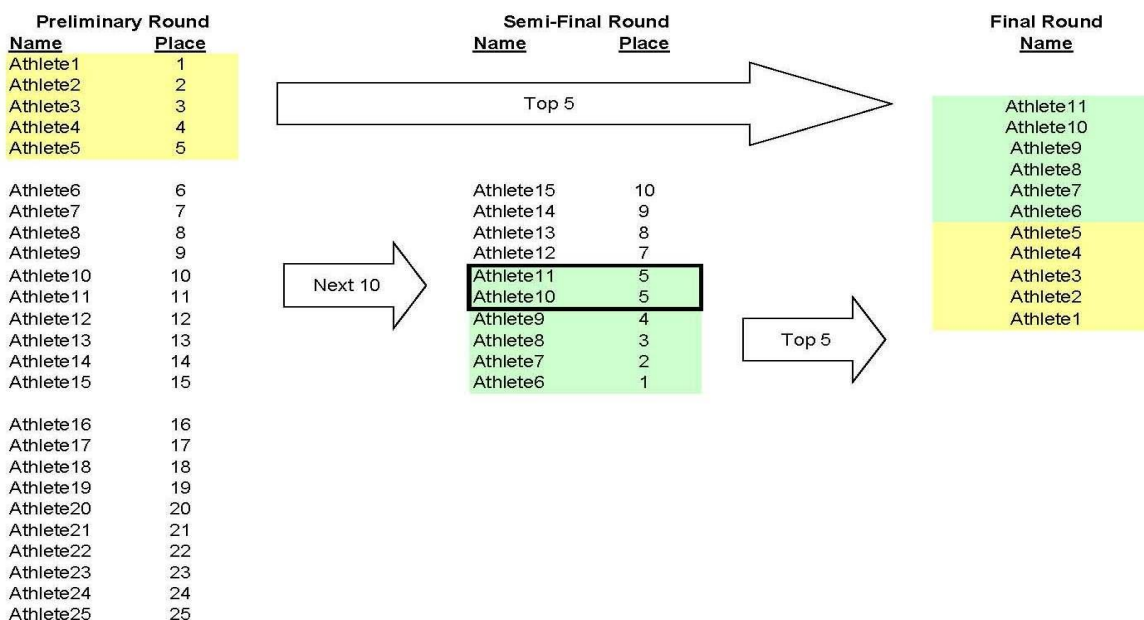 Preliminary Round Semi-Final Round Final Round
Name Place Name Place Name
Athlete1 1
Athlete2 2
Athlete3 3 Top 5 Athlete11
Athlete4 4 Athlete10
Athlete5 5 Athlete9
Athlete8
Athlete6 6 Athlete15 10 Athlete7
Athlete7 7 Athlete14 9 Athlete6
Athlete8 8 Athlete13 8 Athlete5
Athlete9 9 Athlete12 7 Athlete4
Athlete10 10 Next 10 Athlete11 5 Athlete3
Athlete11 11 Athlete10 5 Athlete2
Athlete12 12 Athlete9 4 Athlete1
Athlete13 13 Athlete8 3 Top 5
Athlete14 14 Athlete7 2
Athlete15 15 Athlete6 1
Athlete16 16
Athlete17 17
Athlete18 18
Athlete19 19
Athlete20 20
Athlete21 21
Athlete22 22
Athlete23 23
Athlete24 24
Athlete25 25